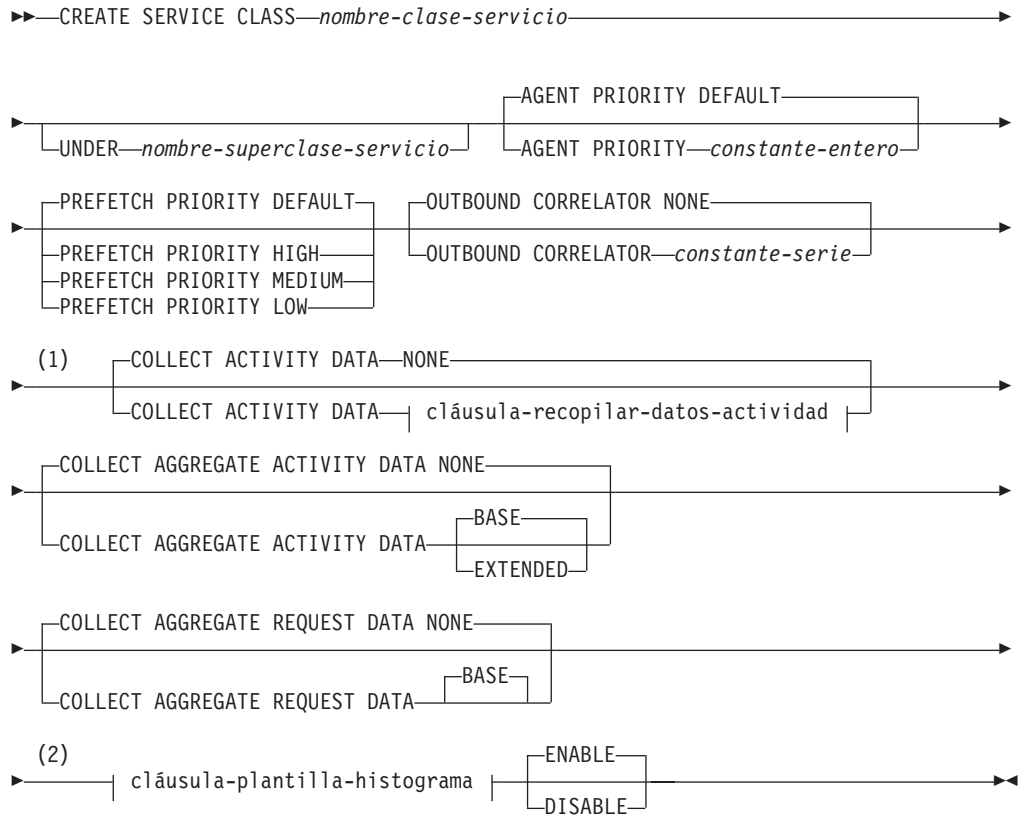 CREATE SERVICE CLASS nombre-clase-servicio
AGENT PRIORITY DEFAULT
UNDER nombre-superclase-servicio
AGENT PRIORITY constante-entero
PREFETCH PRIORITY DEFAULT
PREFETCH PRIORITY HIGH
PREFETCH PRIORITY MEDIUM
PREFETCH PRIORITY LOW
OUTBOUND CORRELATOR NONE
OUTBOUND CORRELATOR constante-serie
(1)
COLLECT ACTIVITY DATA NONE
COLLECT ACTIVITY DATA cláusula-recopilar-datos-actividad
COLLECT AGGREGATE ACTIVITY DATA NONE
BASE
COLLECT AGGREGATE ACTIVITY DATA
EXTENDED
COLLECT AGGREGATE REQUEST DATA NONE
BASE
COLLECT AGGREGATE REQUEST DATA
(2)
ENABLE
cláusula-plantilla-histograma
DISABLE